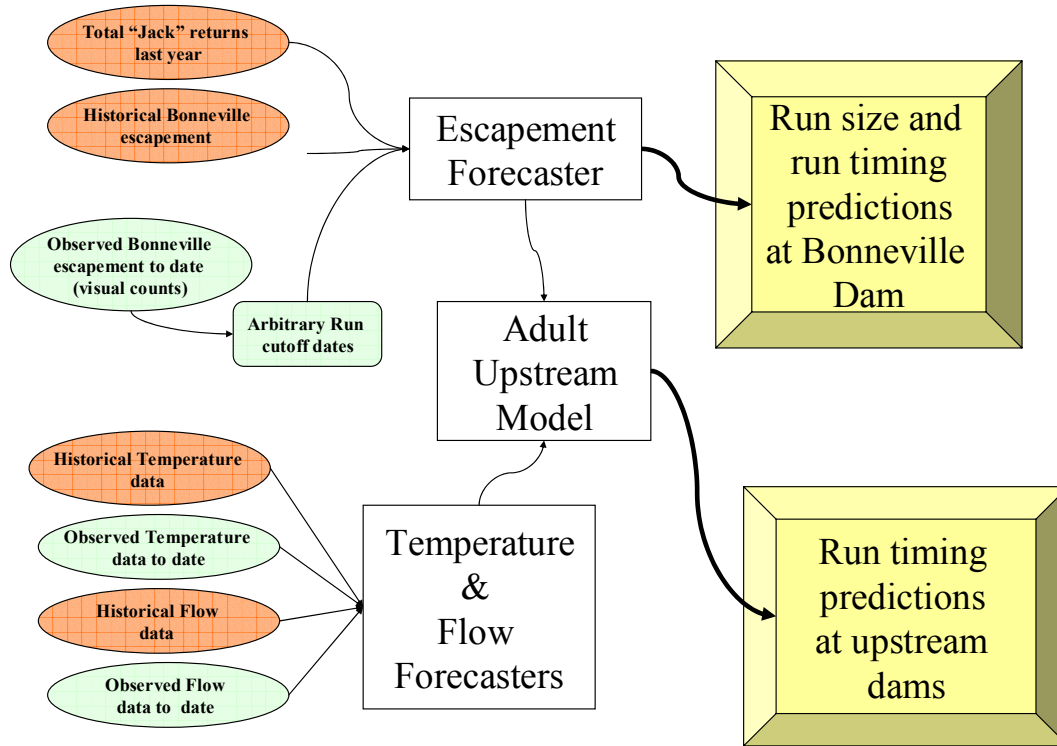 Total “Jack” returns
last year
Historical Bonneville
escapement
Observed Bonneville
escapement to date
(visual counts)
Arbitrary Run
cutoff dates
Escapement
Forecaster
Run size and
run timing
predictions
at Bonneville
Dam
Adult
Upstream
Model
Historical Temperature
data
Observed Temperature
data to date
Historical Flow
data
Observed Flow
data to date
Temperature
&
Flow
Forecasters
Run timing
predictions
at upstream
dams